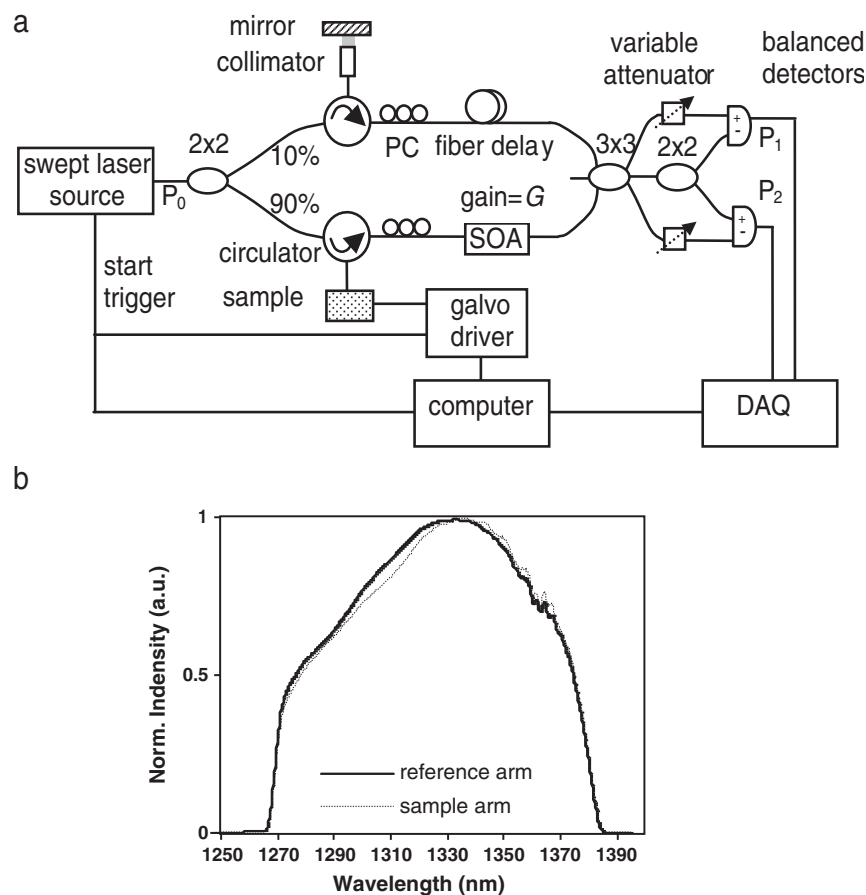 a
mirror
collimator
variable
attenuator
balanced
detectors
2x2
10%
PC
fiber delay
3x3
2x2
+
-
P1
swept laser
source
P0
90%
gain=G
P2
+
-
circulator
SOA
start
trigger
sample
galvo
driver
computer
DAQ
b
Norm. Indensity (a.u.)
1
0.5
0
reference arm
sample arm
1250 1270 1290 1310 1330 1350 1370 1390
Wavelength (nm)